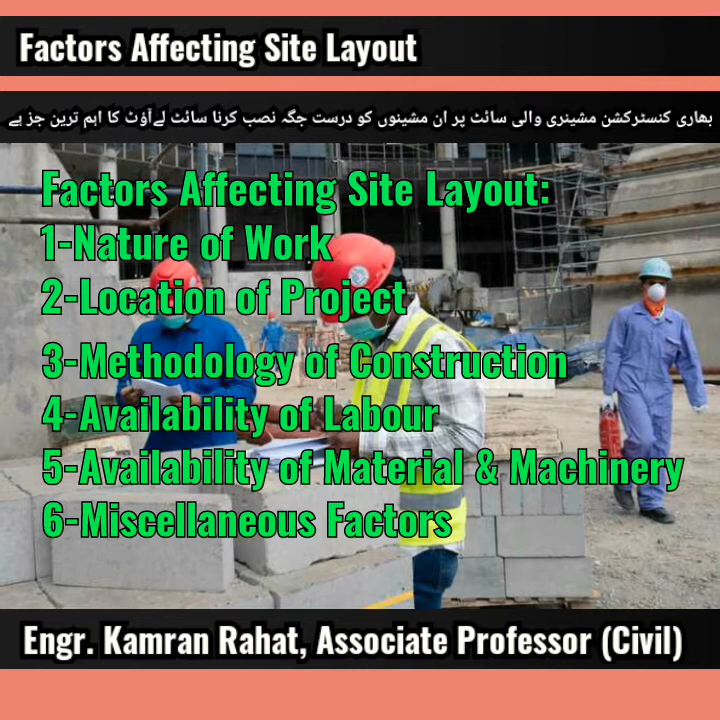 Factors Affecting Site Layout
بھاری کنسٹرکشن مشینری والی سائٹ پر ان مشینوں کو درست جگہ نصب کرنا سائٹ لےآؤٹ کا اہم ترین جز ہے
Factors Affecting Site Layout:
1-Nature of Work
2-Location of Project
3-Methodology of Construction
4-Availability of Labour
5-Availability of Material & Machinery
6-Miscellaneous Factors
Engr. Kamran Rahat, Associate Professor (Civil)